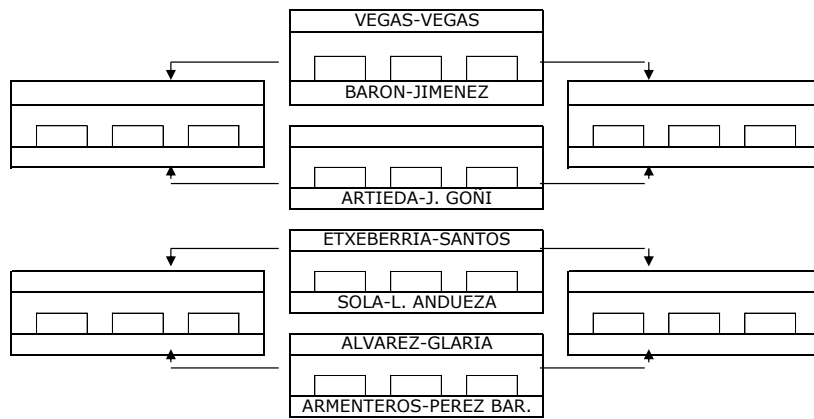 VEGAS-VEGAS
BARON-JIMENEZ
ARTIEDA-J. GOÑI
ETXEBERRIA-SANTOS
SOLA-L. ANDUEZA
ALVAREZ-GLARIA
ARMENTEROS-PEREZ BAR.